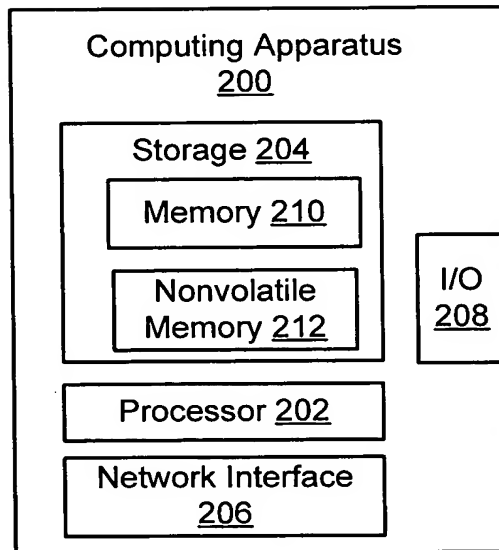 Computing Apparatus
200
Storage 204
Memory 210
Nonvolatile
Memory 212
I/O
208
Processor 202
Network Interface
206